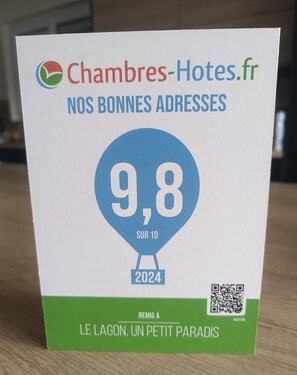 Chambres-Hotes.fr
NOS BONNES ADRESSES
9,8
SUR 10
2024
REMIS À
LE LAGON, UN PETIT PARADIS